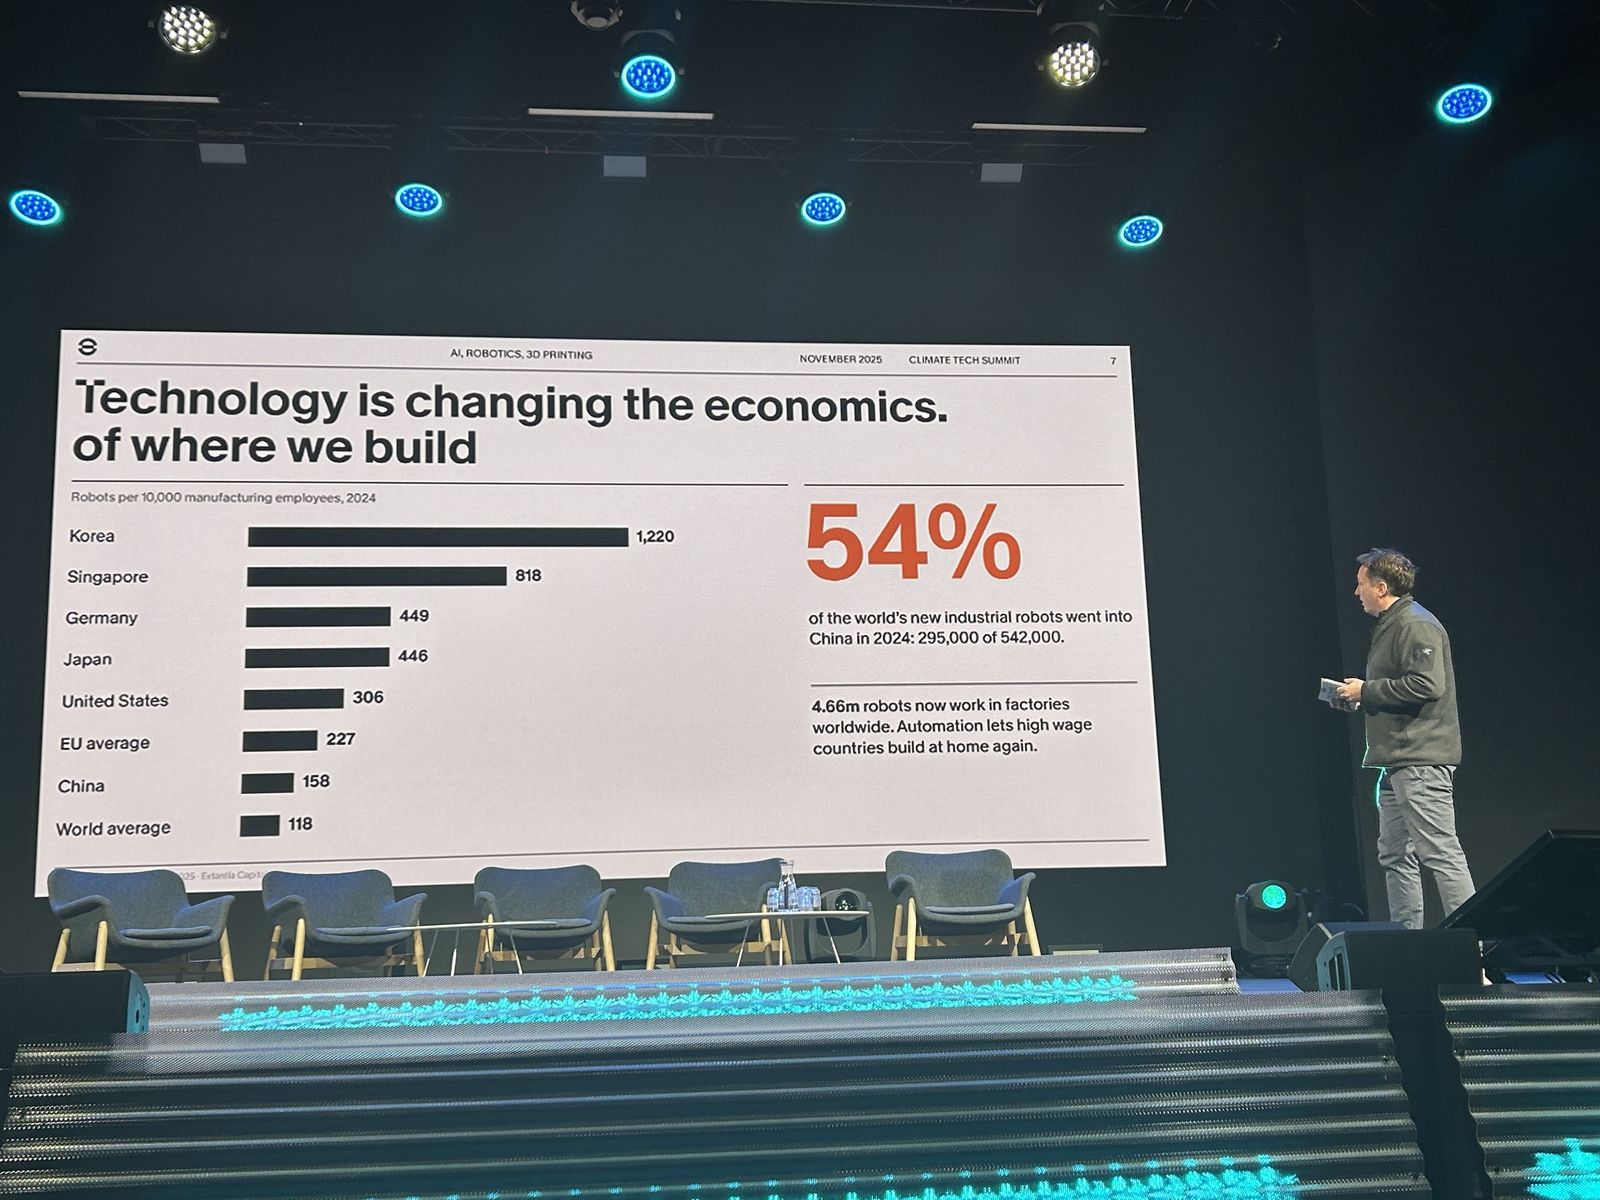 AI, ROBOTICS, 3D PRINTING
NOVEMBER 2025
CLIMATE TECH SUMMIT
7
Technology is changing the economics.
of where we build
Robots per 10,000 manufacturing employees, 2024
Korea 1,220
Singapore 818
Germany 449
Japan 446
United States 306
EU average 227
China 158
World average 118
54%
of the world's new industrial robots went into
China in 2024: 295,000 of 542,000.
4.66m robots now work in factories
worldwide. Automation lets high wage
countries build at home again.
Extantia